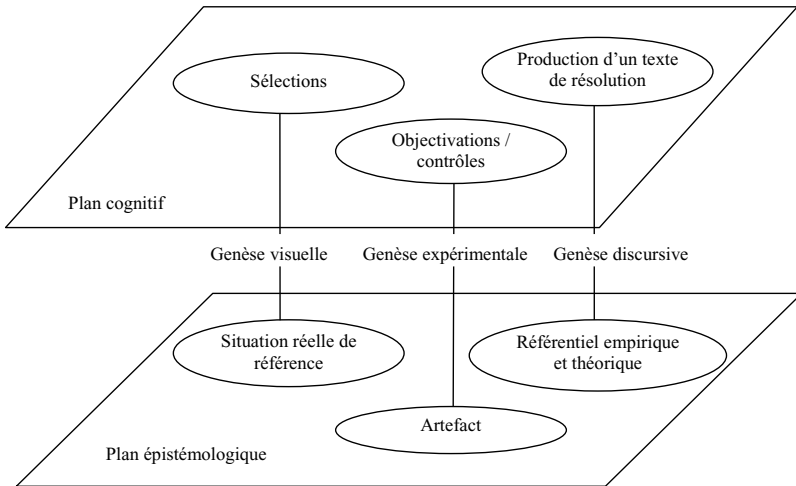 Production d’un texte
de résolution
Sélections
Objectivations /
contrôles
Plan cognitif
Genèse visuelle
Genèse expérimentale
Genèse discursive
Situation réelle de
référence
Référentiel empirique
et théorique
Artefact
Plan épistémologique